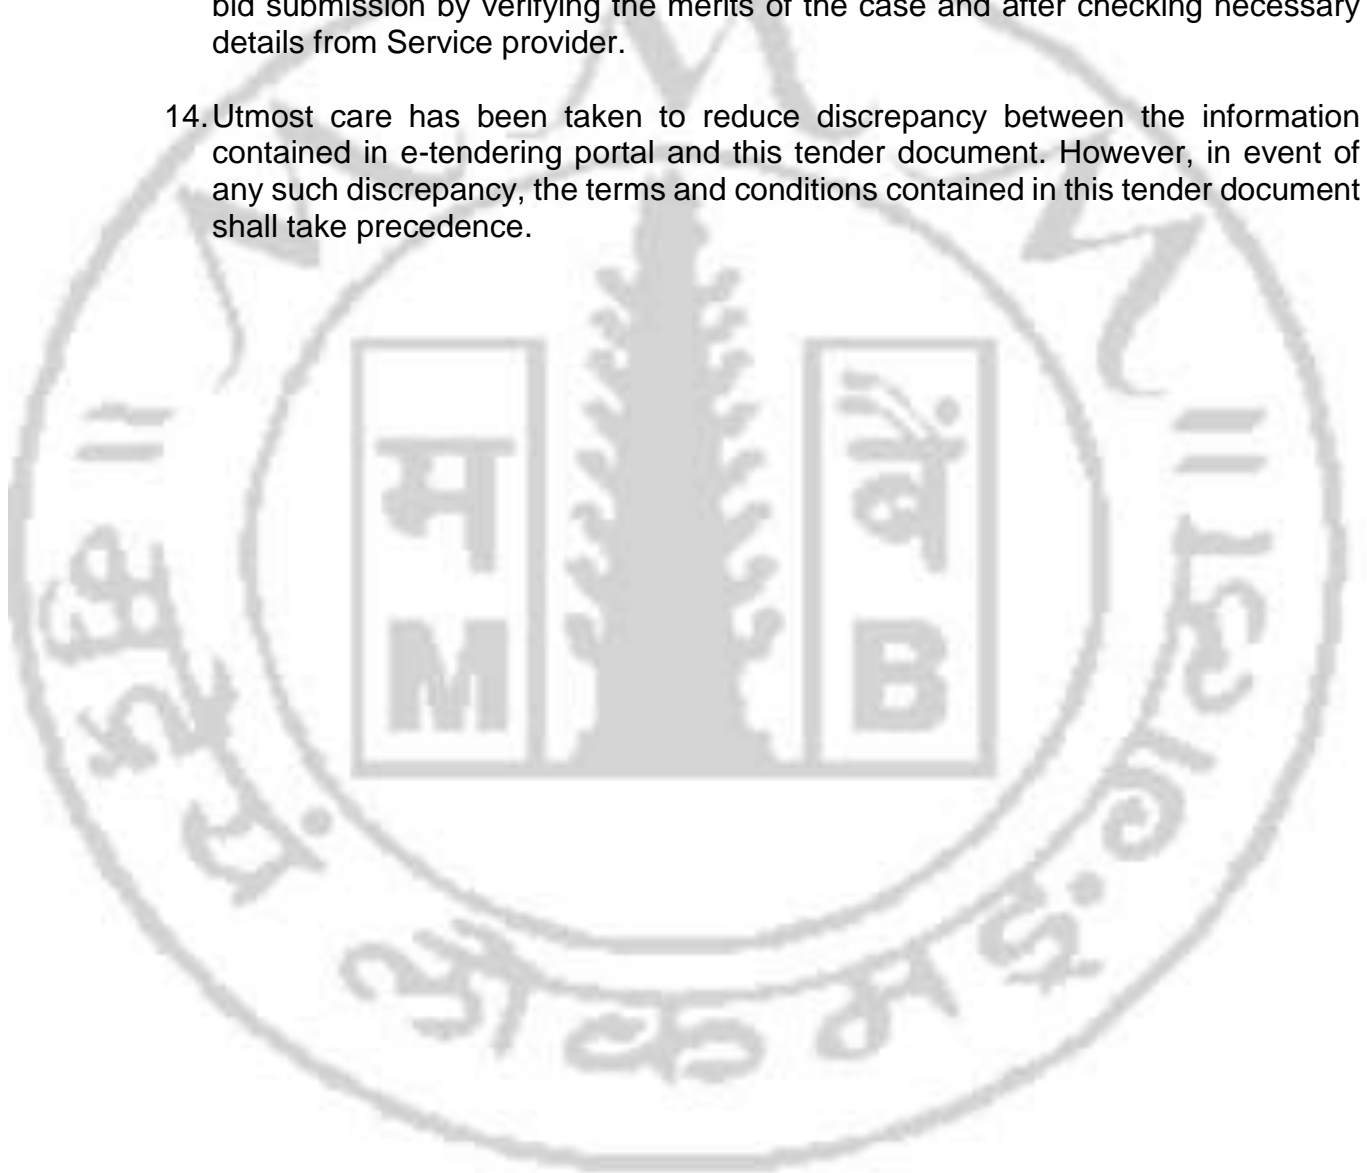 bid submission by verifying the merits of the case and after checking necessary
details from Service provider.
14. Utmost care has been taken to reduce discrepancy between the information
contained in e-tendering portal and this tender document. However, in event of
any such discrepancy, the terms and conditions contained in this tender document
shall take precedence.
म
बैं
M
B